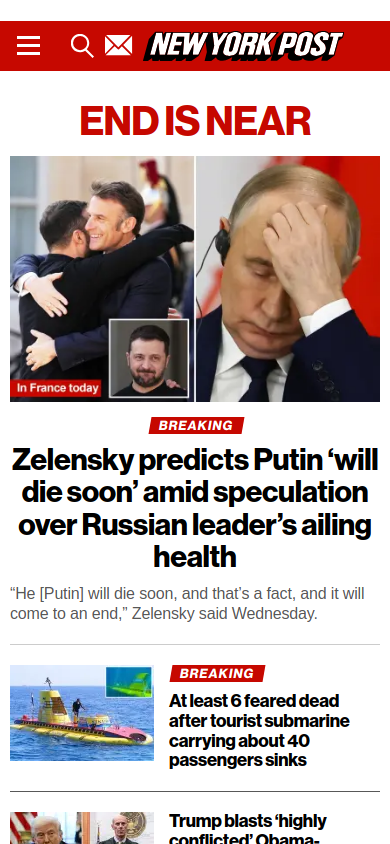 NEW YORK POST
END IS NEAR
In France today
BREAKING
Zelensky predicts Putin ‘will
die soon’ amid speculation
over Russian leader’s ailing
health
“He [Putin] will die soon, and that’s a fact, and it will
come to an end,” Zelensky said Wednesday.
BREAKING
At least 6 feared dead
after tourist submarine
carrying about 40
passengers sinks
Trump blasts ‘highly
conflicted’ Obama-